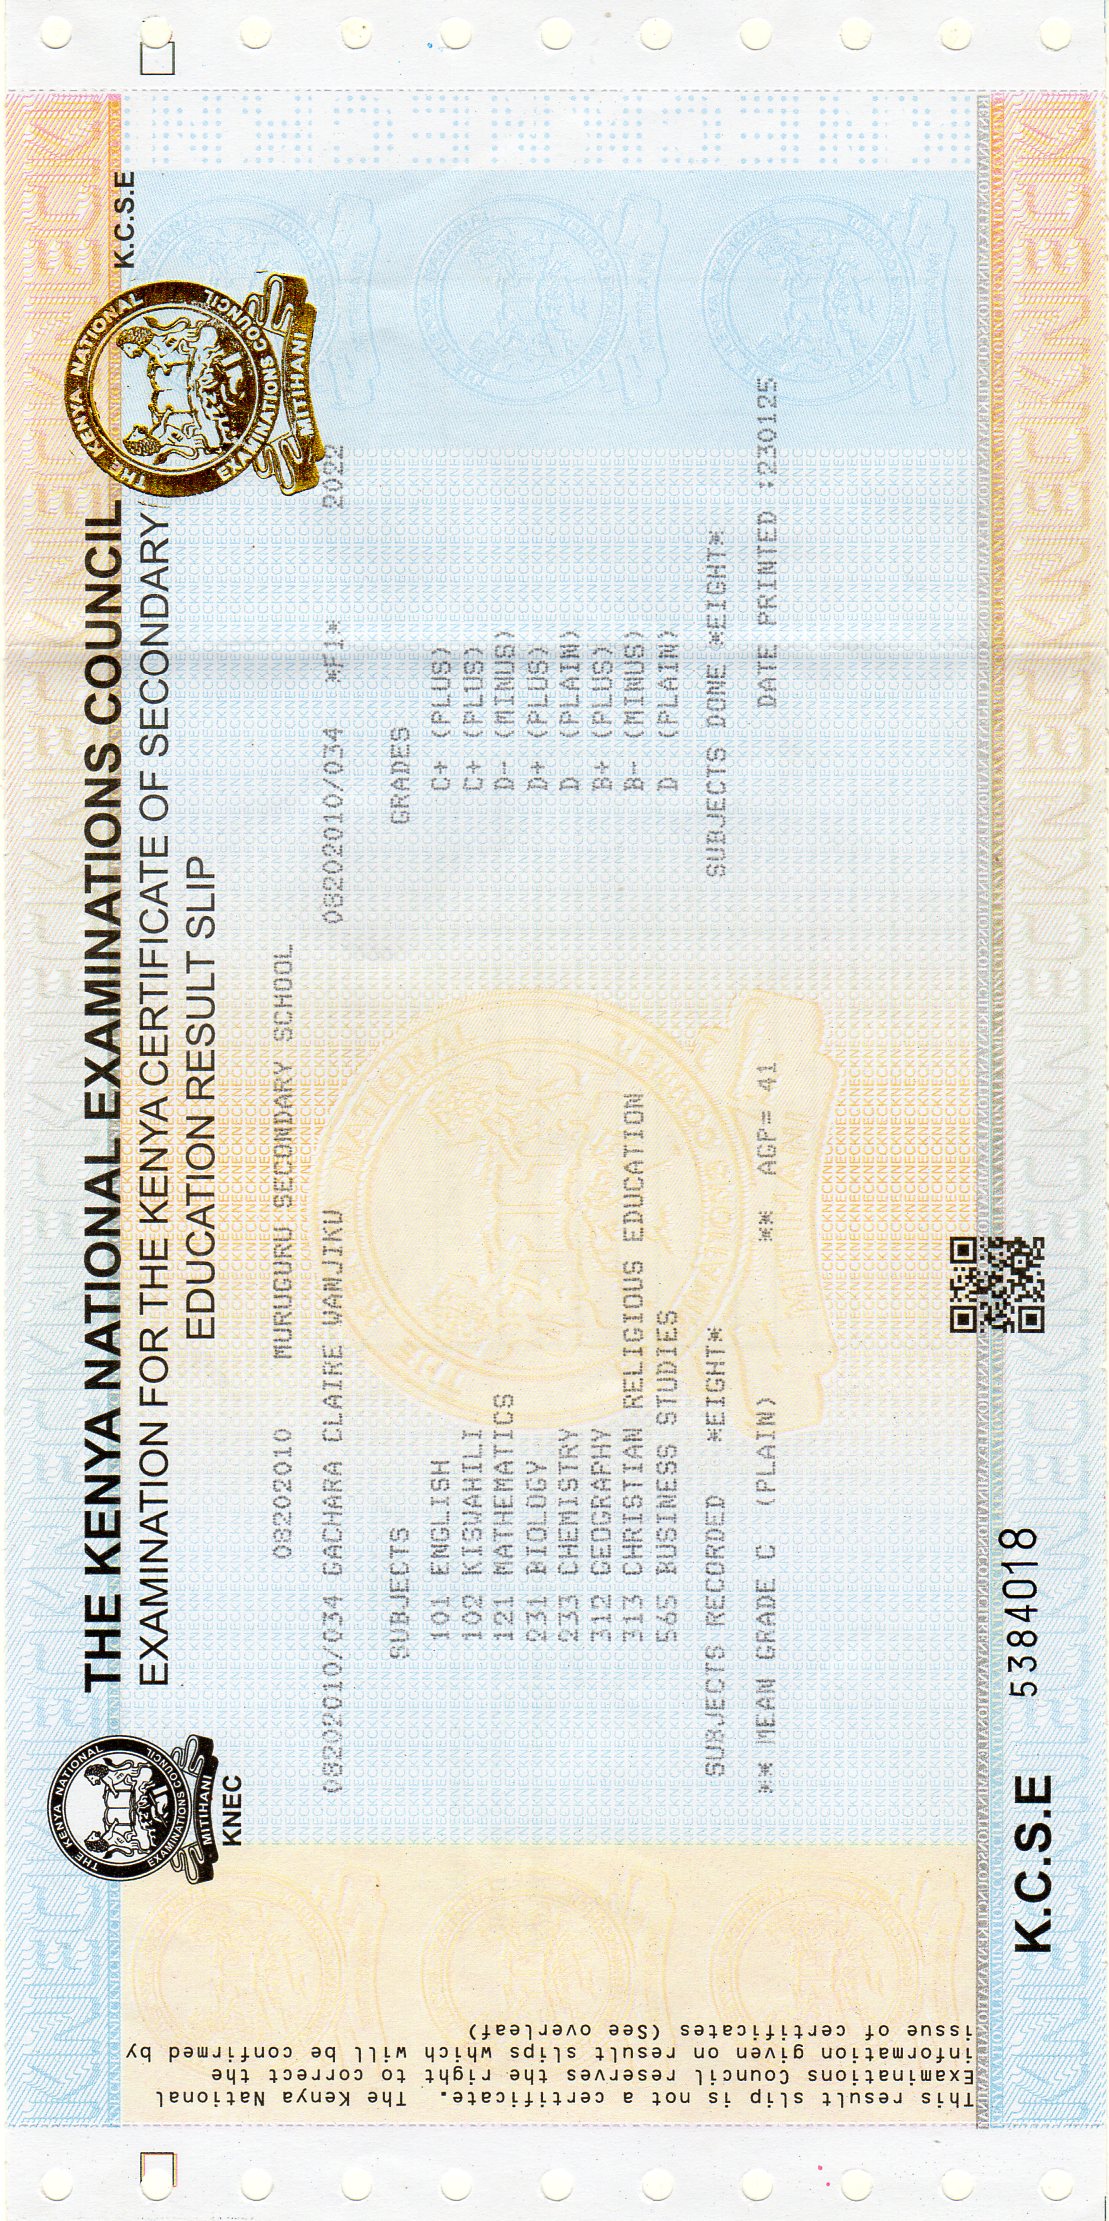 THE KENYA NATIONAL EXAMINATIONS COUNCIL
EXAMINATION FOR THE KENYA CERTIFICATE OF SECONDARY
EDUCATION RESULT SLIP
K.C.S.E
THE KENYA NATIONAL
EXAMINATIONS COUNCIL
MITIHANI
KNEC
THE KENYA NATIONAL
EXAMINATIONS COUNCIL
MITIHANI
08202010 MURUGURU SECONDARY SCHOOL
08202010/034 GACHARA CLAIRE WANJIKU 08202010/034 *F1* 2022
SUBJECTS GRADES
101 ENGLISH C+ (PLUS)
102 KISWAHILI C+ (PLUS)
121 MATHEMATICS D- (MINUS)
231 BIOLOGY D+ (PLUS)
233 CHEMISTRY D (PLAIN)
312 GEOGRAPHY B+ (PLUS)
313 CHRISTIAN RELIGIOUS EDUCATION B- (MINUS)
565 BUSINESS STUDIES D (PLAIN)
SUBJECTS RECORDED *EIGHT* SUBJECTS DONE *EIGHT*
** MEAN GRADE C (PLAIN) ** AGP= 41 DATE PRINTED :230125
K.C.S.E 5384018
This result slip is not a certificate. The Kenya National
Examinations Council reserves the right to correct the
information given on result slips which will be confirmed by
issue of certificates (See overleaf)